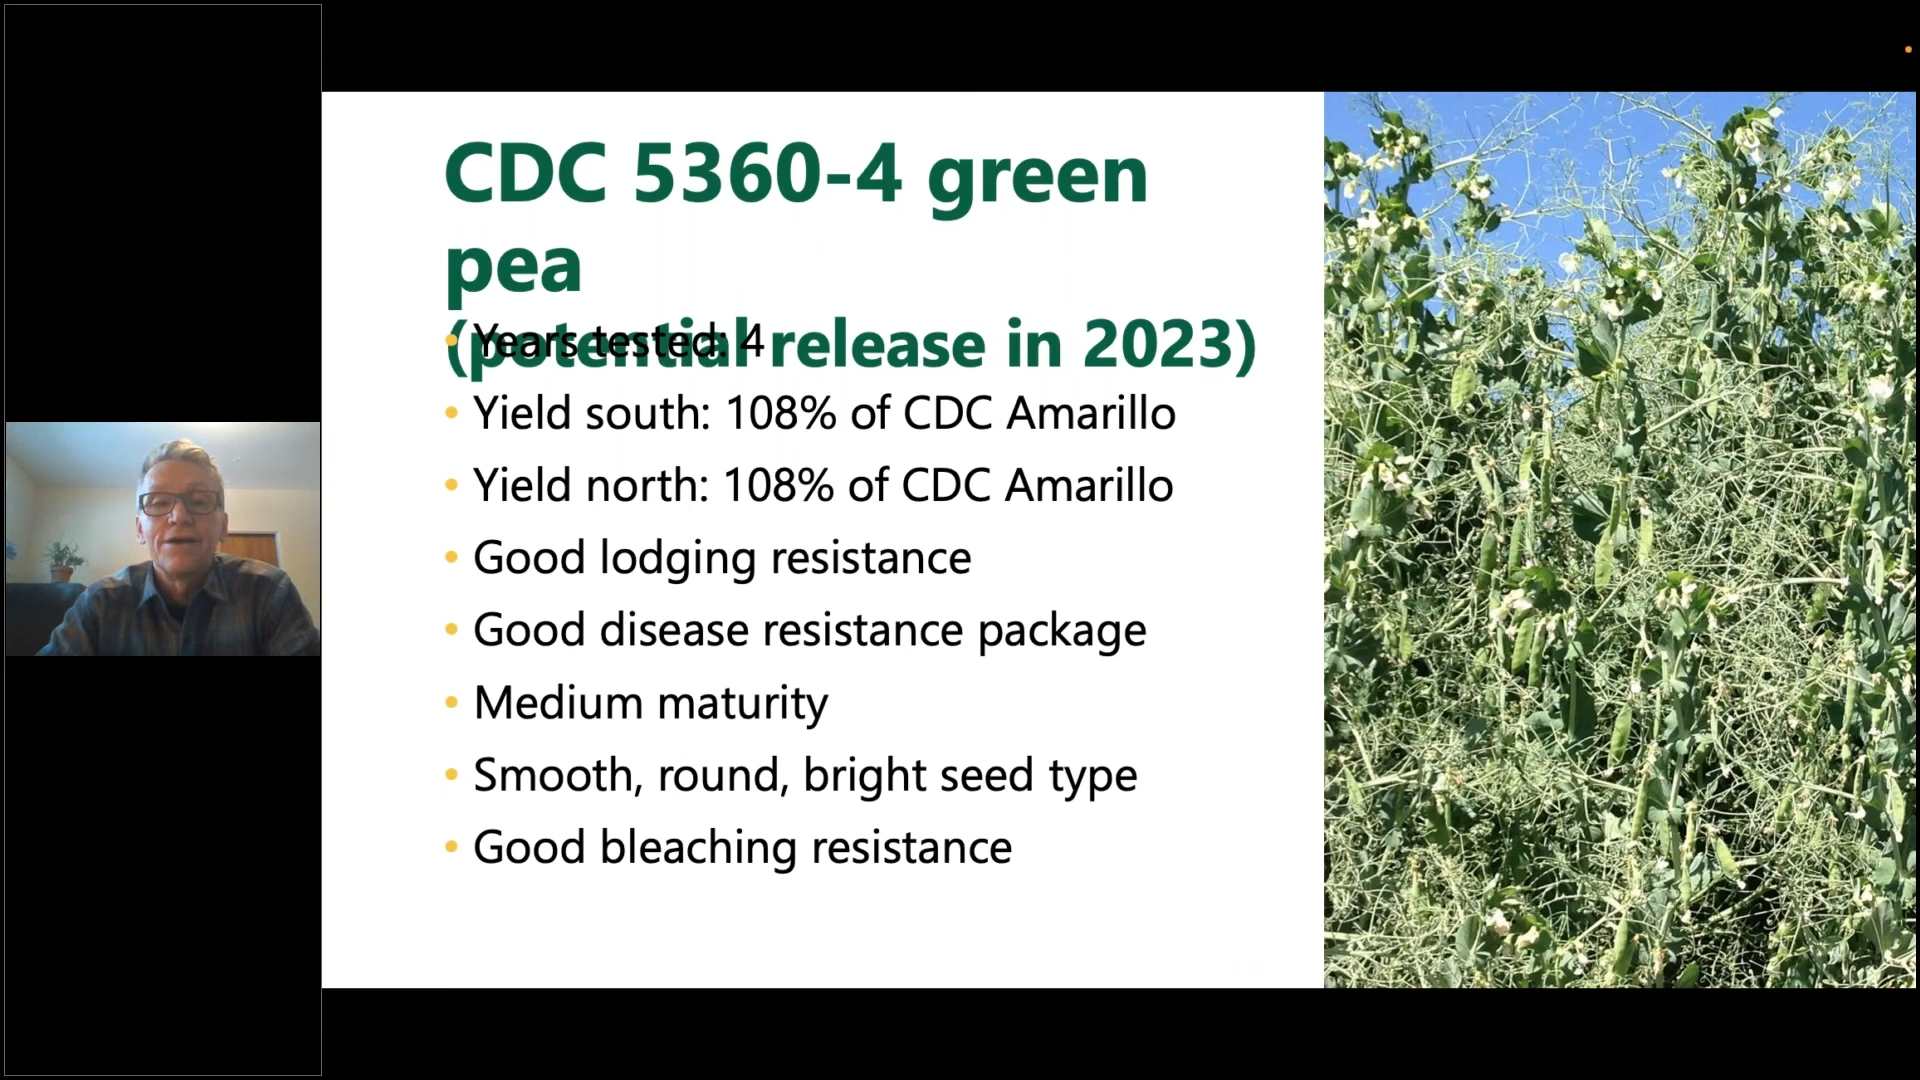 CDC 5360-4 green
pea
(potential release in 2023)
• Years tested: 4
• Yield south: 108% of CDC Amarillo
• Yield north: 108% of CDC Amarillo
• Good lodging resistance
• Good disease resistance package
• Medium maturity
• Smooth, round, bright seed type
• Good bleaching resistance